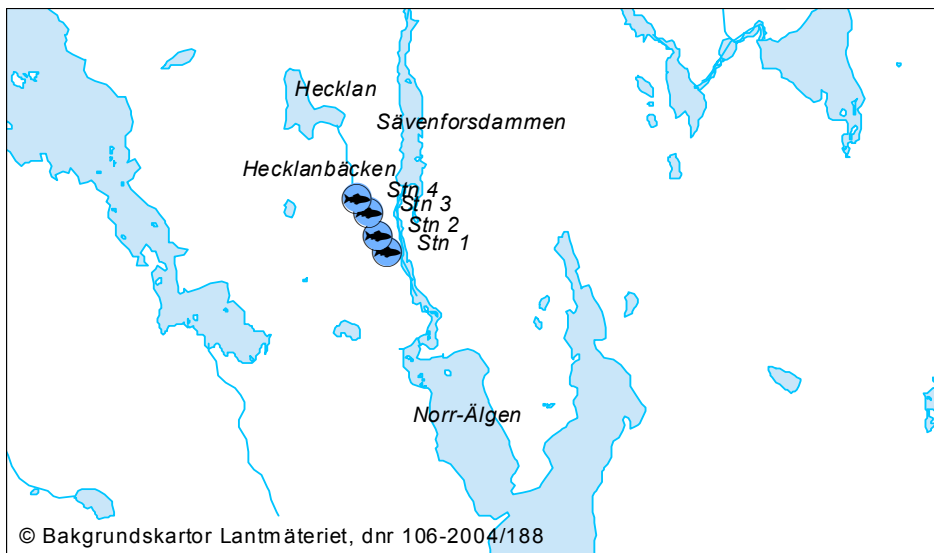 Hecklan
Sävenforsdammen
Hecklanbäcken
Stn 4
Stn 3
Stn 2
Stn 1
Norr-Älgen
© Bakgrundskartor Lantmäteriet, dnr 106-2004/188